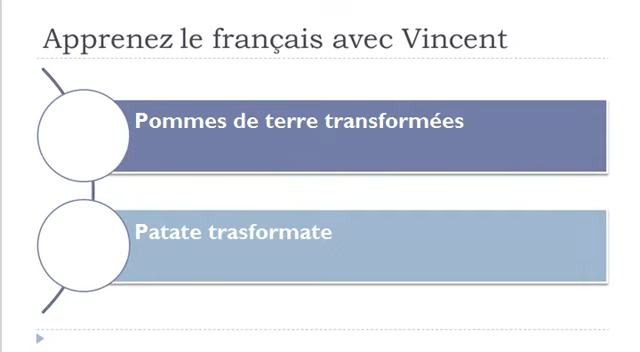 Apprenez le français avec Vincent
Pommes de terre transformées
Patate trasformate